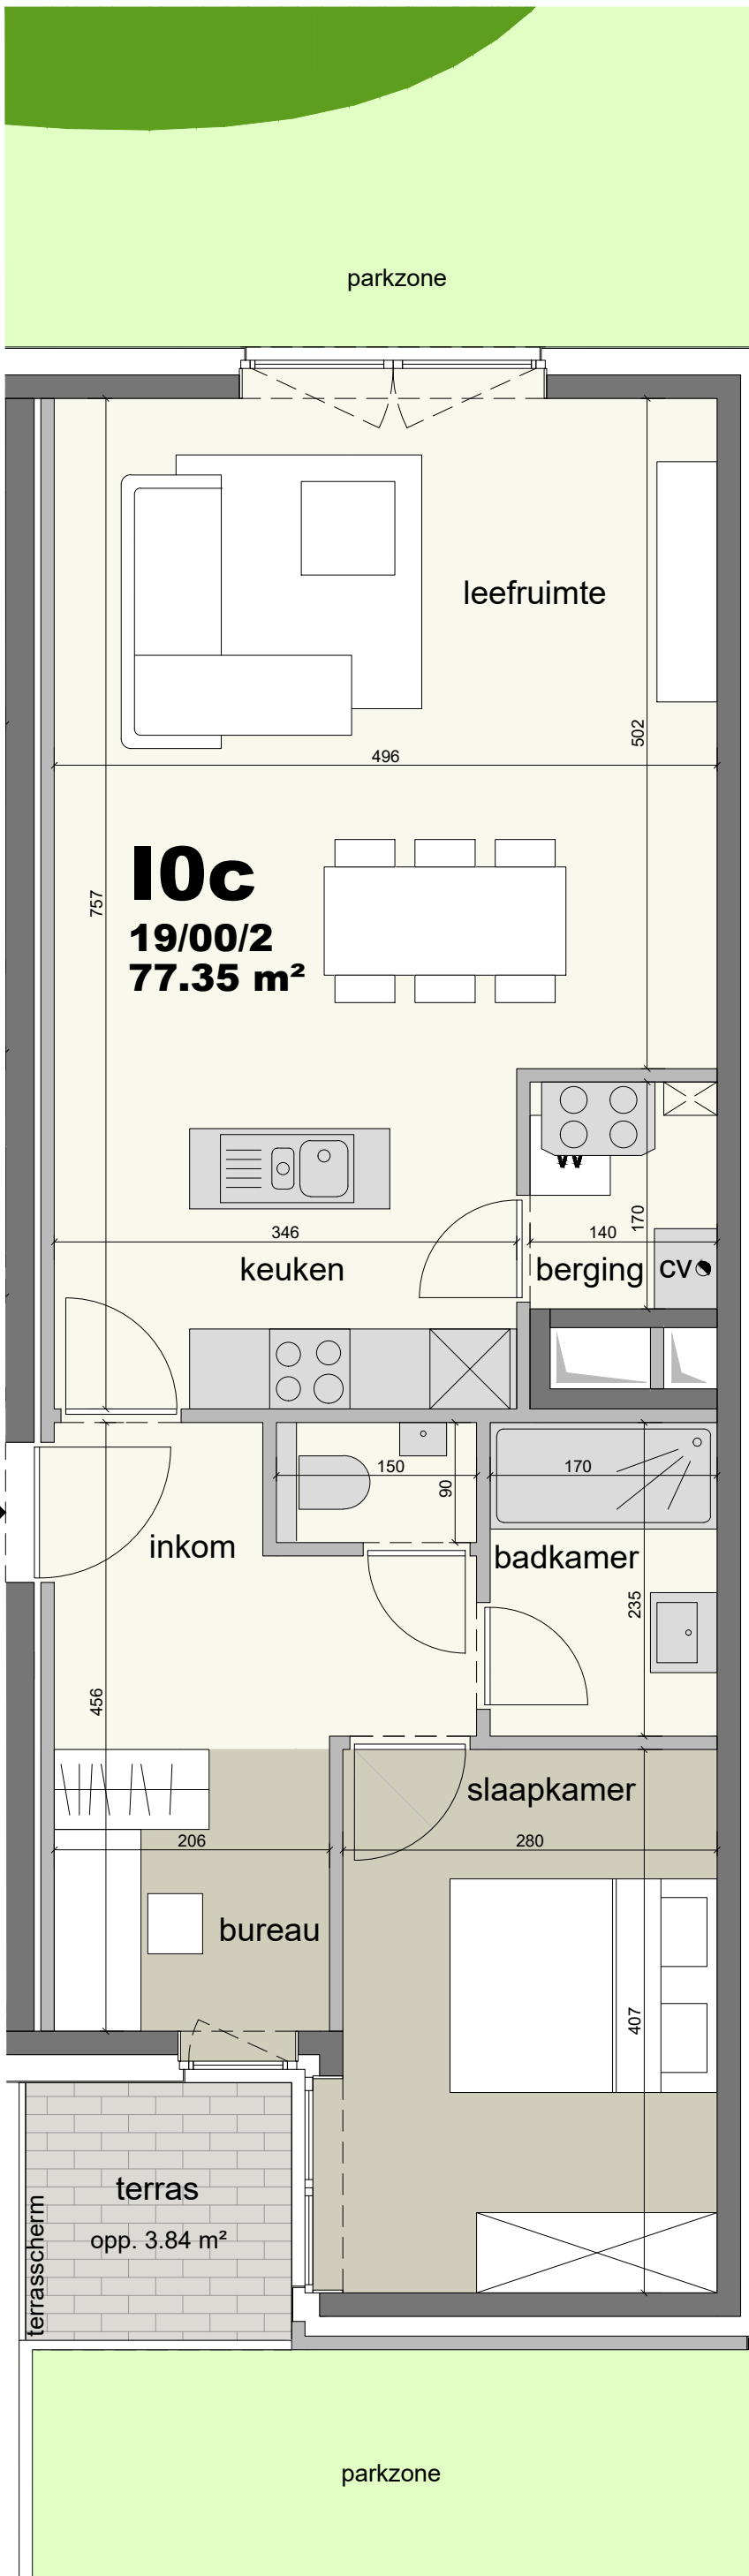 parkzone
leefruimte
502
496
I0c
757
19/00/2
77.35 m²
W
346
170
140
keuken
berging
CV
150
90
170
inkom
badkamer
235
456
slaapkamer
206
280
bureau
407
terras
opp. 3.84 m²
terrasscherm
parkzone